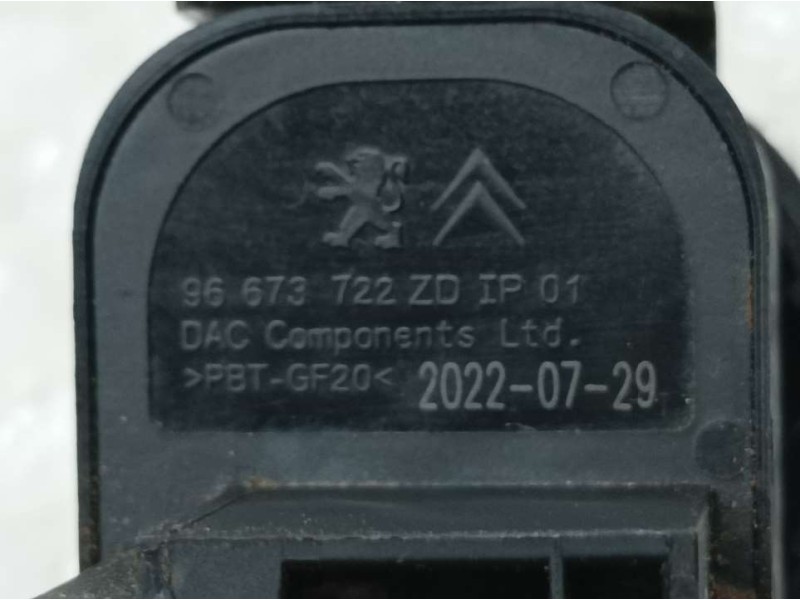 96 673 722 ZD IP 01
DAC Components Ltd.
>PBT-GF20<
2022-07-29